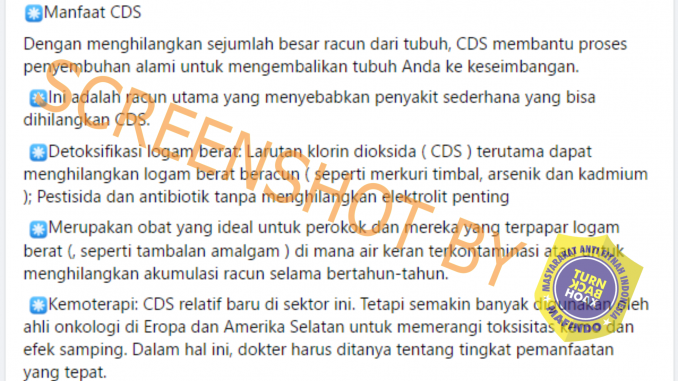 Manfaat CDS
Dengan menghilangkan sejumlah besar racun dari tubuh, CDS membantu proses
penyembuhan alami untuk mengembalikan tubuh Anda ke keseimbangan.
Ini adalah racun utama yang menyebabkan penyakit sederhana yang bisa
dihilangkan CDS.
Detoksifikasi logam berat: Larutan klorin dioksida ( CDS ) terutama dapat
menghilangkan logam berat beracun ( seperti merkuri timbal, arsenik dan kadmium
); Pestisida dan antibiotik tanpa menghilangkan elektrolit penting
Merupakan obat yang ideal untuk perokok dan mereka yang terpapar logam
berat (, seperti tambalan amalgam ) di mana air keran terkontaminasi atau untuk
menghilangkan akumulasi racun selama bertahun-tahun.
Kemoterapi: CDS relatif baru di sektor ini. Tetapi semakin banyak digunakan oleh
ahli onkologi di Eropa dan Amerika Selatan untuk memerangi toksisitas kemo dan
efek samping. Dalam hal ini, dokter harus ditanya tentang tingkat pemanfaatan
yang tepat.
SCREENSHOT BY
MASYARAKAT ANTI FITNAH INDONESIA
TURN
BACK
HOAX
MAFINDO